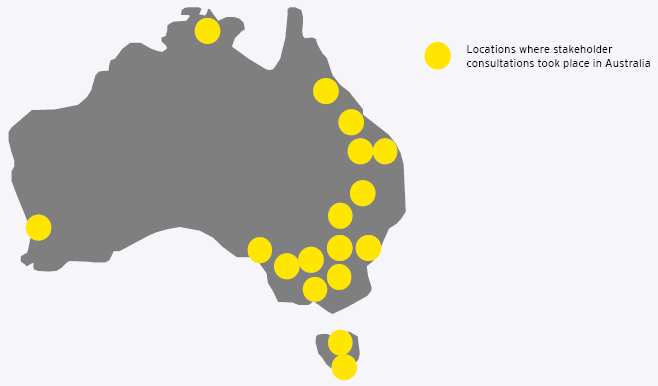 Locations where stakeholder
consultations took place in Australia